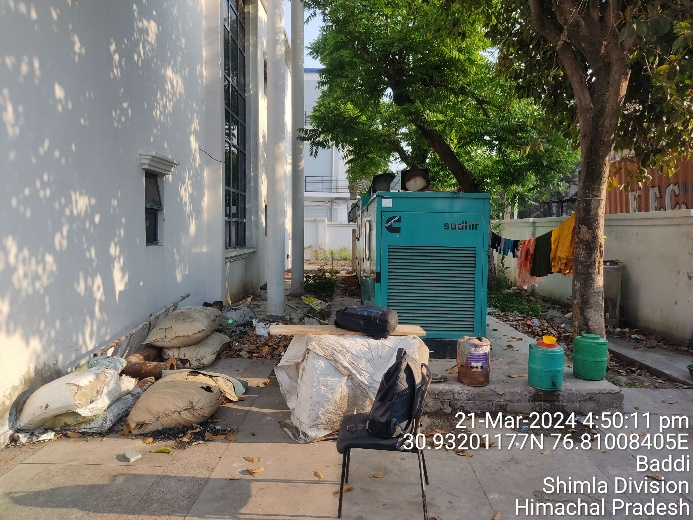 sudhir
21-Mar-2024 4:50:11 pm
30.93201177N 76.81008405E
Baddi
Shimla Division
Himachal Pradesh